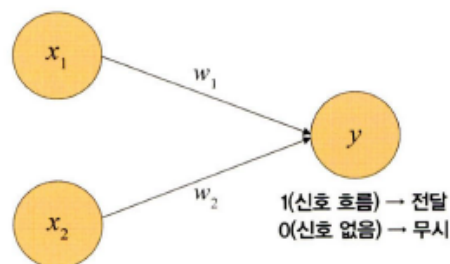 x₁
w₁
y
w₂
x₂
1(신호 흐름) → 전달
0(신호 없음) → 무시